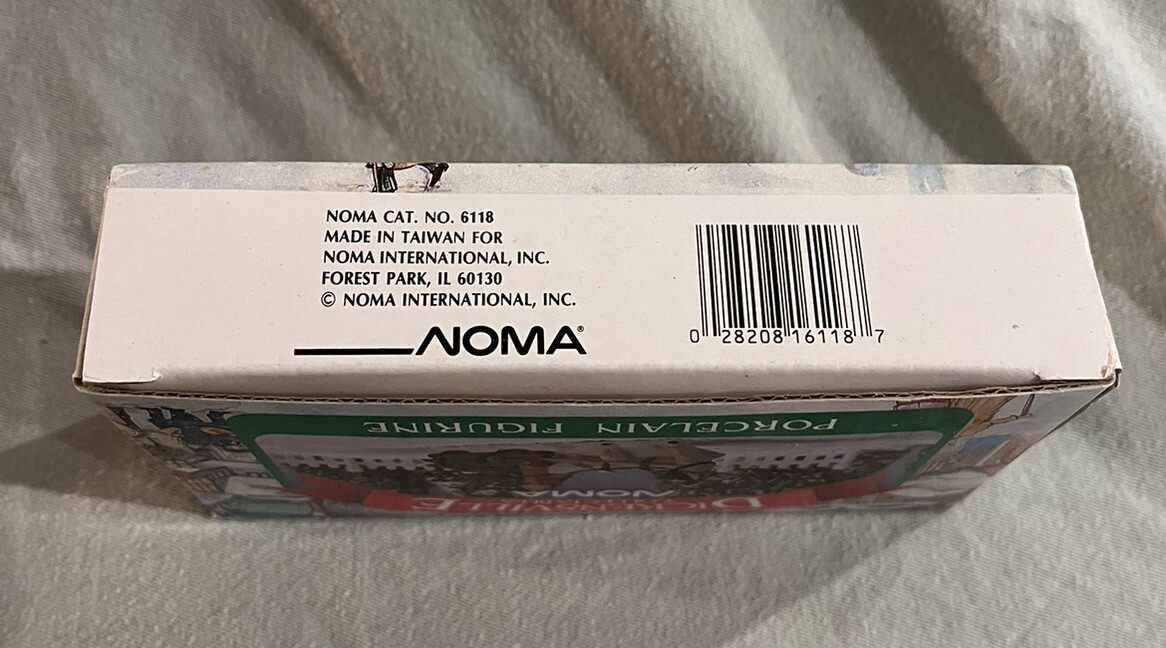 NOMA CAT. NO. 6118
MADE IN TAIWAN FOR
NOMA INTERNATIONAL, INC.
FOREST PARK, IL 60130
© NOMA INTERNATIONAL, INC.
NOMA®
0 28208 16118 7
PORCELAIN FIGURINE
NOMA
DICKENSVILLE